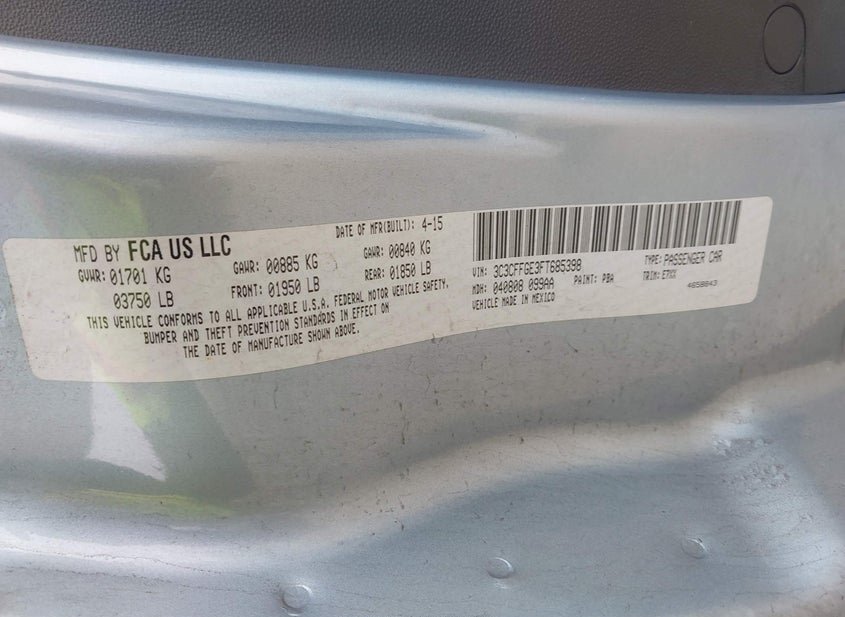 MFD BY FCA US LLC
DATE OF MFR(BUILT): 4-15
GVWR: 01701 KG
GAWR: 00885 KG
GAWR: 00840 KG
03750 LB
FRONT: 01950 LB
REAR: 01850 LB
THIS VEHICLE CONFORMS TO ALL APPLICABLE U.S.A. FEDERAL MOTOR VEHICLE SAFETY,
BUMPER AND THEFT PREVENTION STANDARDS IN EFFECT ON
THE DATE OF MANUFACTURE SHOWN ABOVE.
VIN: 3C3CFFGE3FT685398
TYPE: PASSENGER CAR
MDH: 040808 099AA
PAINT: PBA
TRIM: E7XX
VEHICLE MADE IN MEXICO
4658843